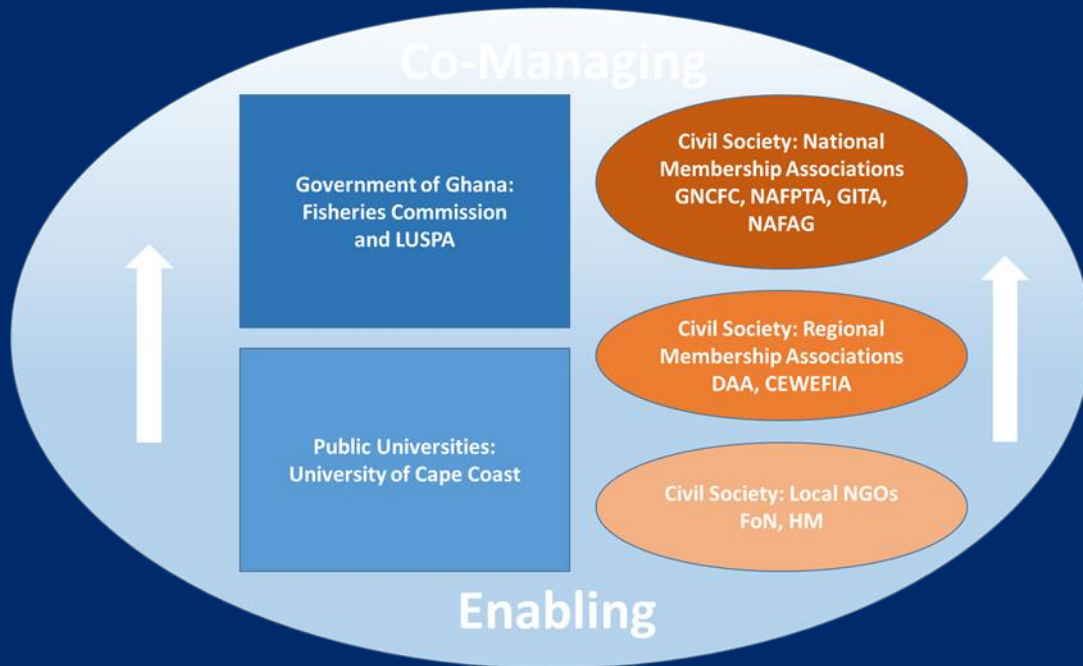 Co-Managing
Government of Ghana:
Fisheries Commission
and LUSPA
Public Universities:
University of Cape Coast
Civil Society: National
Membership Associations
GNCFC, NAFPTA, GITA,
NAFAG
Civil Society: Regional
Membership Associations
DAA, CEWEFIA
Civil Society: Local NGOs
FoN, HM
Enabling